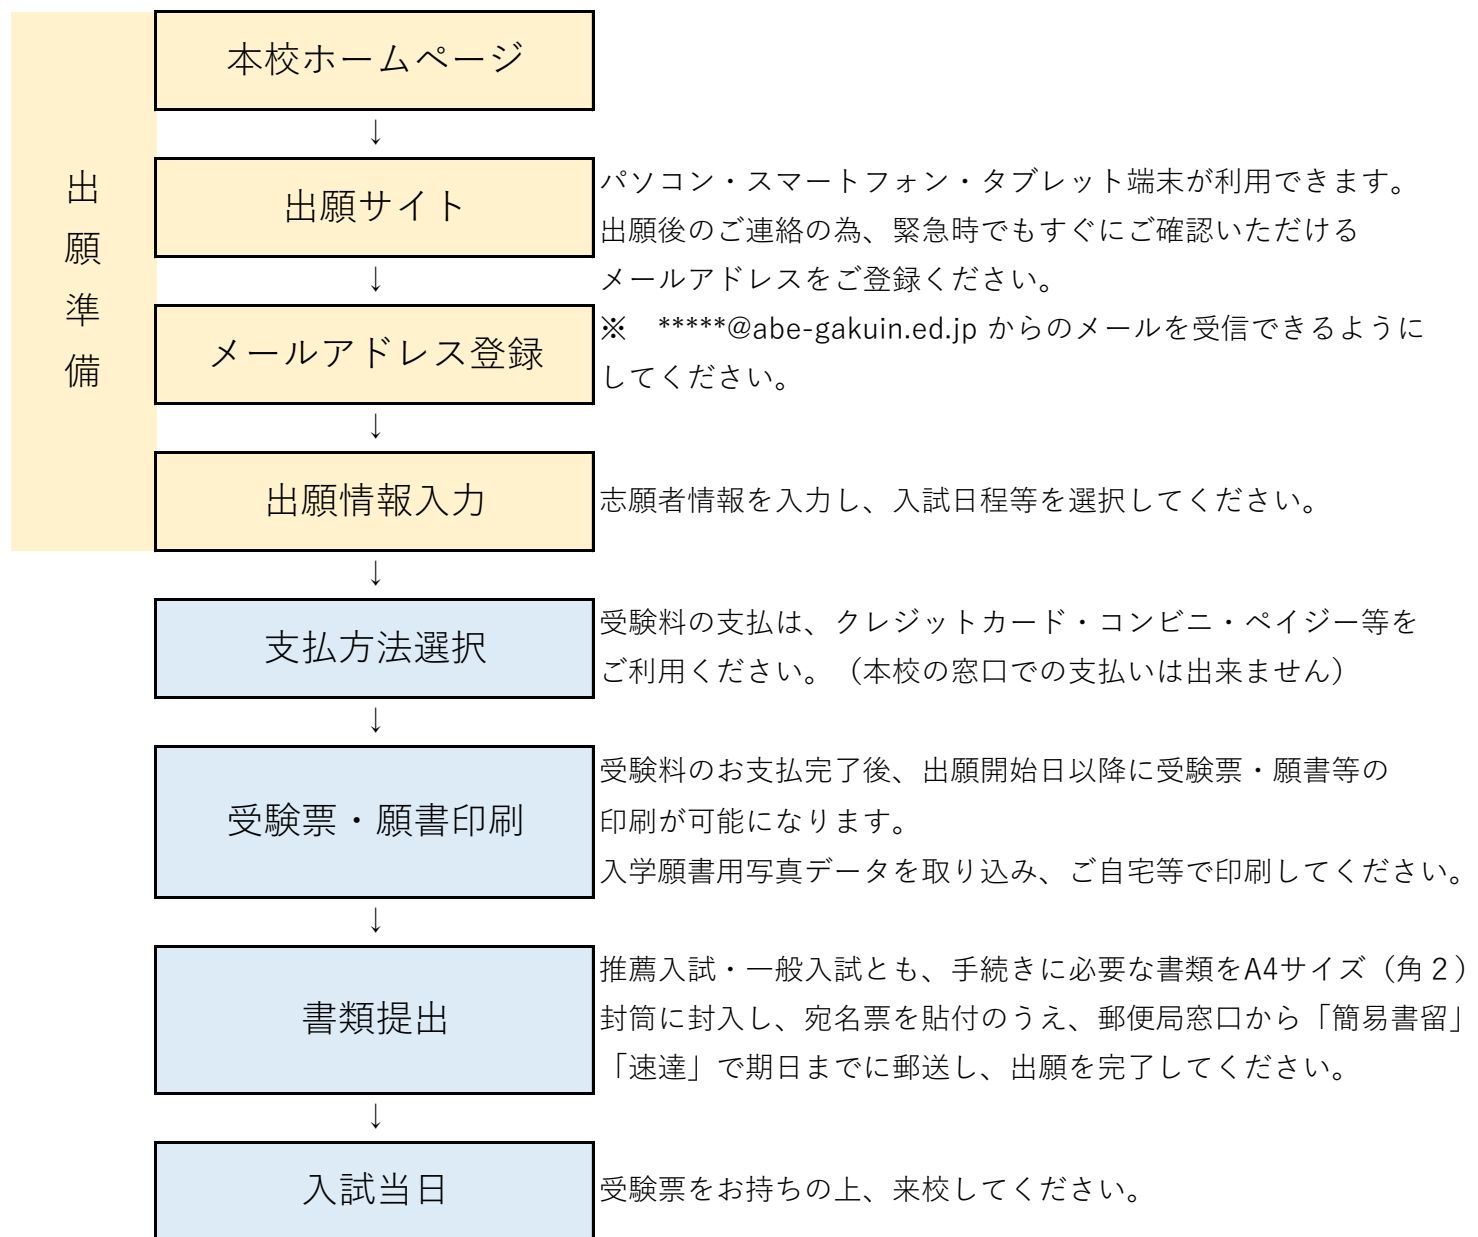 出願準備
本校ホームページ
↓
出願サイト
パソコン・スマートフォン・タブレット端末が利用できます。
出願後のご連絡の為、緊急時でもすぐにご確認いただける
メールアドレスをご登録ください。
↓
メールアドレス登録
※　*****@abe-gakuin.ed.jp からのメールを受信できるように
してください。
↓
出願情報入力
志願者情報を入力し、入試日程等を選択してください。
↓
支払方法選択
受験料の支払は、クレジットカード・コンビニ・ペイジー等を
ご利用ください。（本校の窓口での支払いは出来ません）
↓
受験票・願書印刷
受験料のお支払完了後、出願開始日以降に受験票・願書等の
印刷が可能になります。
入学願書用写真データを取り込み、ご自宅等で印刷してください。
↓
書類提出
推薦入試・一般入試とも、手続きに必要な書類をA4サイズ（角２）
封筒に封入し、宛名票を貼付のうえ、郵便局窓口から「簡易書留」
「速達」で期日までに郵送し、出願を完了してください。
↓
入試当日
受験票をお持ちの上、来校してください。